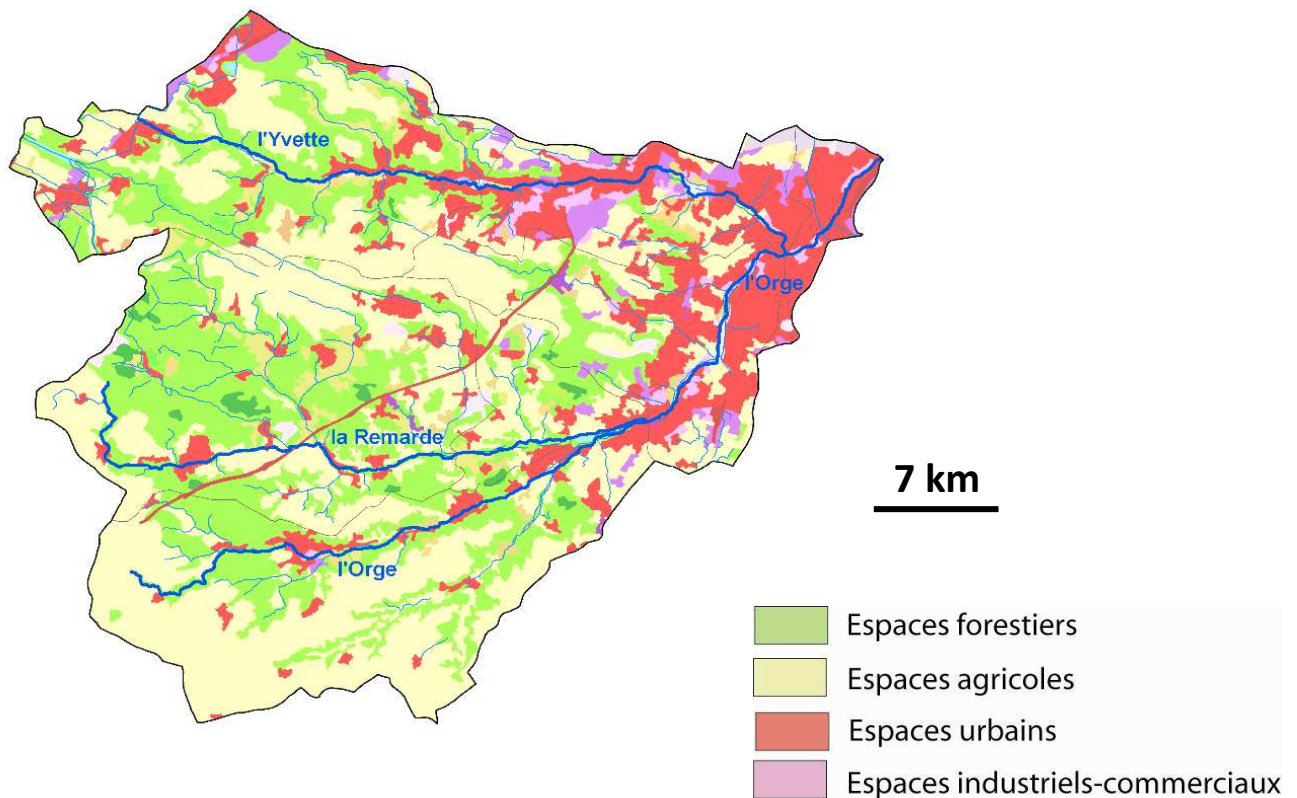 l'Yvette
l'Orge
la Remarde
7 km
l'Orge
Espaces forestiers
Espaces agricoles
Espaces urbains
Espaces industriels-commerciaux